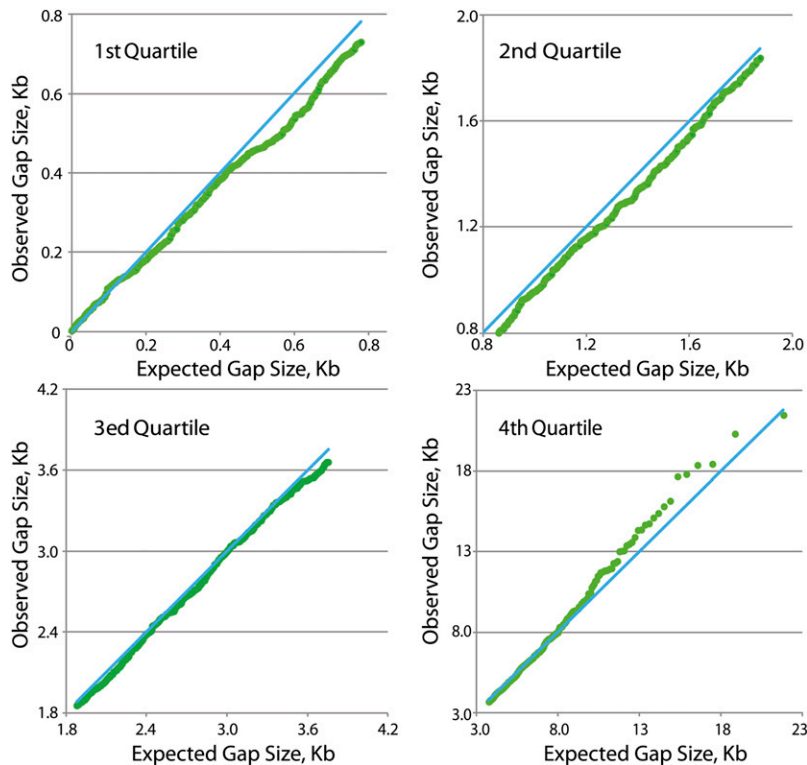 1st Quartile
Observed Gap Size, Kb
0.8
0.6
0.4
0.2
0
0 0.2 0.4 0.6 0.8
Expected Gap Size, Kb
2nd Quartile
Observed Gap Size, Kb
2.0
1.6
1.2
0.8
0.8 1.2 1.6 2.0
Expected Gap Size, Kb
3ed Quartile
Observed Gap Size, Kb
4.2
3.6
3.0
2.4
1.8
1.8 2.4 3.0 3.6 4.2
Expected Gap Size, Kb
4th Quartile
Observed Gap Size, Kb
23
18
13
8.0
3.0
3.0 8.0 13 18 23
Expected Gap Size, Kb